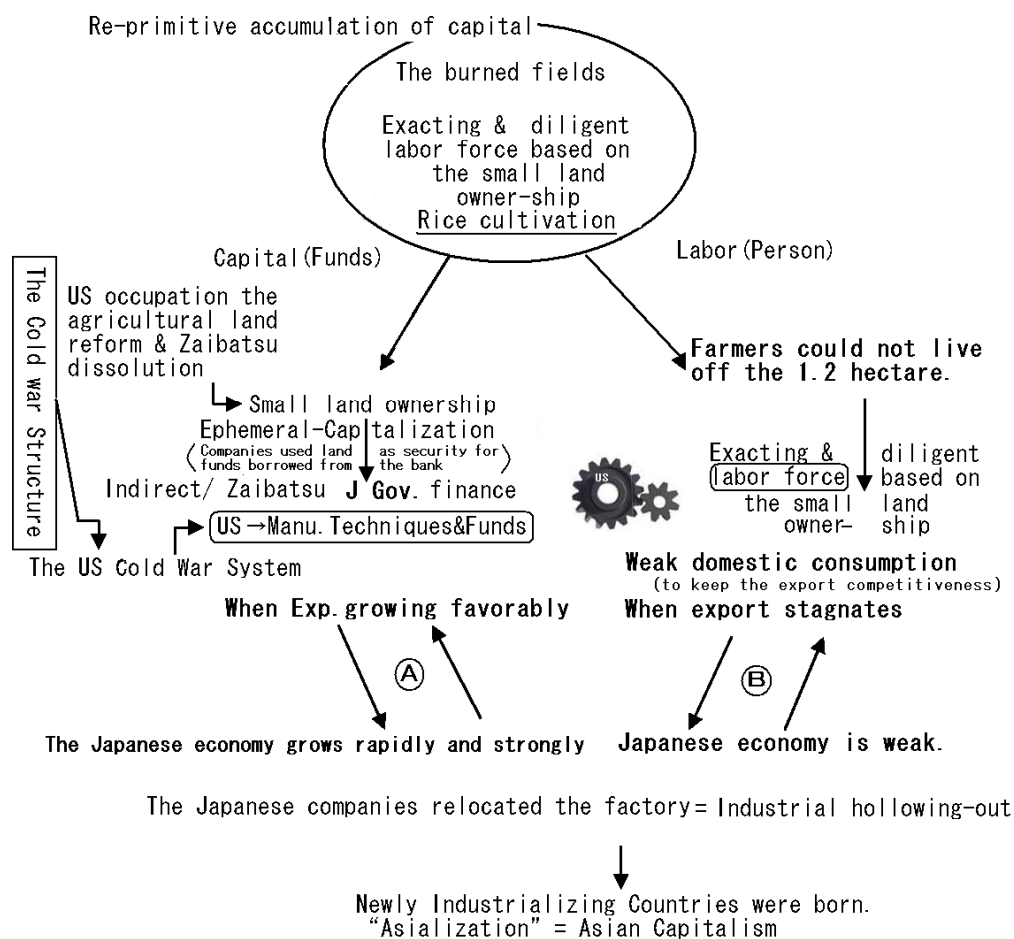 Re-primitive accumulation of capital
The burned fields
Exacting & diligent
labor force based on
the small land
owner-ship
Rice cultivation
Capital(Funds)
Labor(Person)
The Cold war Structure
US occupation the
agricultural land
reform & Zaibatsu
dissolution
Small land ownership
Ephemeral-Capitalization
Companies used land as security for
funds borrowed from the bank
Indirect/ Zaibatsu J Gov. finance
US→Manu.Techniques&Funds
The US Cold War System
Farmers could not live
off the 1.2 hectare.
Exacting & diligent
labor force based on
the small land
owner- ship
US
Weak domestic consumption
(to keep the export competitiveness)
When Exp.growing favorably
When export stagnates
A
B
The Japanese economy grows rapidly and strongly
Japanese economy is weak.
The Japanese companies relocated the factory= Industrial hollowing-out
Newly Industrializing Countries were born.
“Asialization” = Asian Capitalism